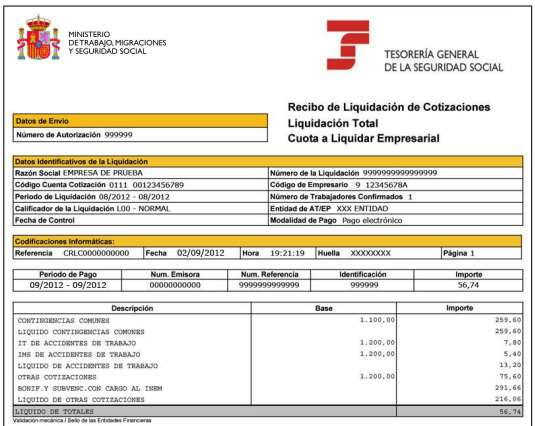 MINISTERIO
DE TRABAJO, MIGRACIONES
Y SEGURIDAD SOCIAL
TESORERÍA GENERAL
DE LA SEGURIDAD SOCIAL
Recibo de Liquidación de Cotizaciones
Liquidación Total
Cuota a Liquidar Empresarial
Datos de Envio
Número de Autorización 999999
Datos Identificativos de la Liquidación
Razón Social EMPRESA DE PRUEBA Número de la Liquidación 9999999999999999
Código Cuenta Cotización 0111 00123456789 Código de Empresario 9 12345678A
Periodo de Liquidación 08/2012 - 08/2012 Número de Trabajadores Confirmados 1
Calificador de la Liquidación L00 - NORMAL Entidad de AT/EP XXX ENTIDAD
Fecha de Control Modalidad de Pago Pago electrónico
Codificaciones Informáticas:
Referencia CRLC0000000000 Fecha 02/09/2012 Hora 19:21:19 Huella XXXXXXXX Página 1
Periodo de Pago Num. Emisora Num. Referencia Identificación Importe
09/2012 - 09/2012 00000000000 9999999999999 999999 56,74
Descripción Base Importe
CONTINGENCIAS COMUNES 1.100,00 259,60
LIQUIDO CONTINGENCIAS COMUNES 259,60
IT DE ACCIDENTES DE TRABAJO 1.200,00 7,80
IMS DE ACCIDENTES DE TRABAJO 1.200,00 5,40
LIQUIDO DE ACCIDENTES DE TRABAJO 13,20
OTRAS COTIZACIONES 1.200,00 75,60
BONIF.Y SUBVENC.CON CARGO AL INEM 291,66
LIQUIDO DE OTRAS COTIZACIONES 216,06
LIQUIDO DE TOTALES 56,74
Validación mecánica / Sello de las Entidades Financieras